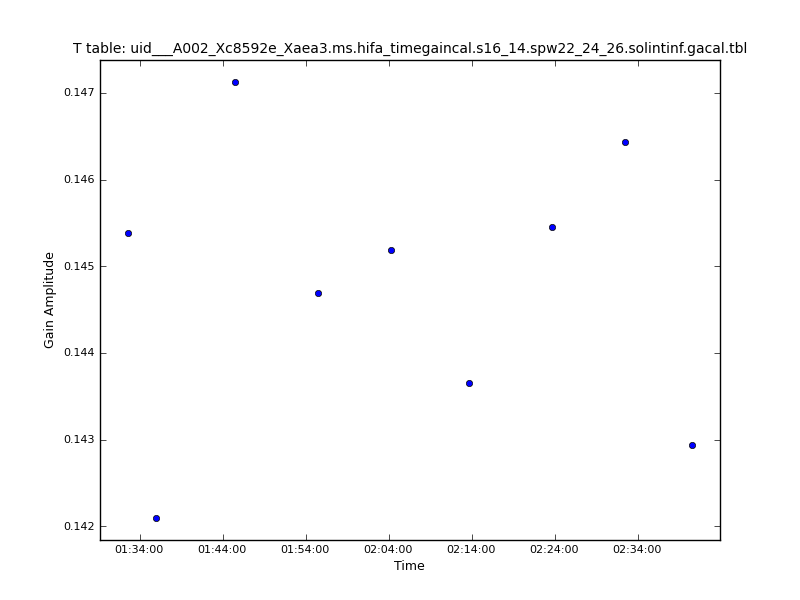 T table: uid___A002_Xc8592e_Xaea3.ms.hifa_timegaincal.s16_14.spw22_24_26.solintinf.gacal.tbl
0.147
0.146
0.145
0.144
0.143
0.142
Gain Amplitude
01:34:00 01:44:00 01:54:00 02:04:00 02:14:00 02:24:00 02:34:00
Time